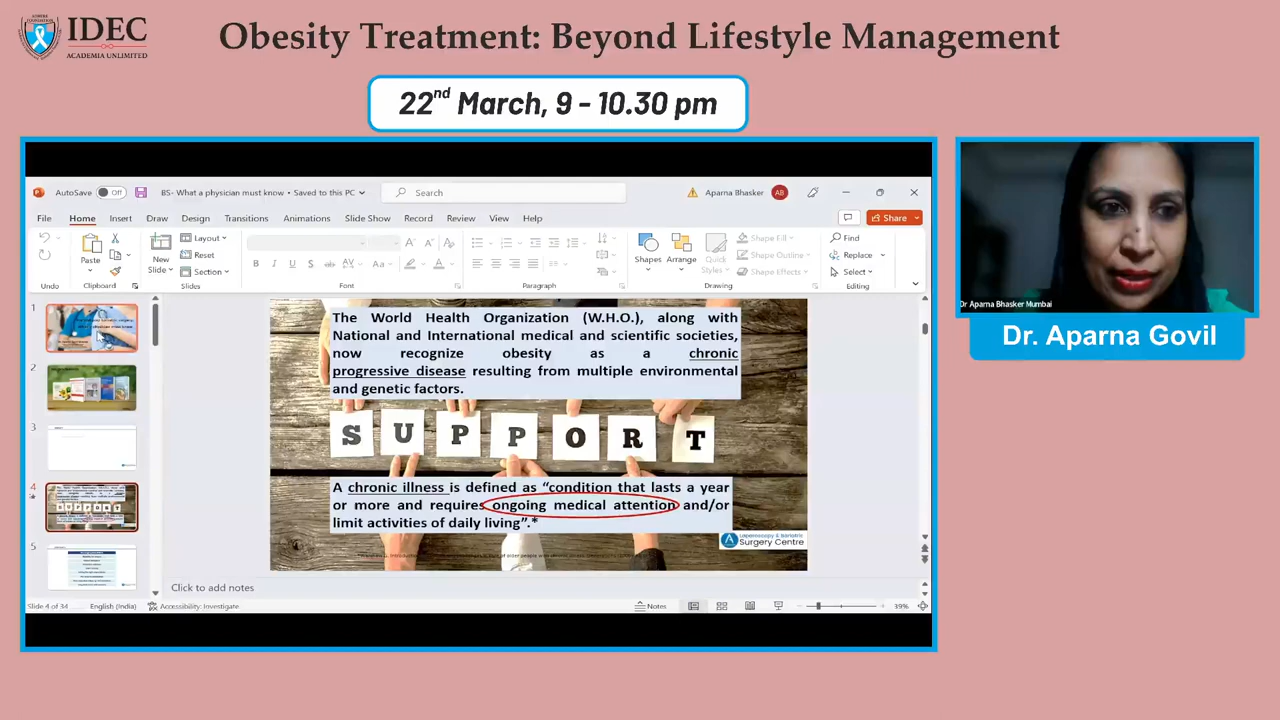 IDEC
ACADEMIA UNLIMITED
Obesity Treatment: Beyond Lifestyle Management
22nd March, 9 - 10.30 pm
AutoSave Off BS- What a physician must know • Saved to this PC Search Aparna Bhasker AB
File Home Insert Draw Design Transitions Animations Slide Show Record Review View Help Share
Paste New Slide Layout Reset Section Shapes Arrange Quick Styles Shape Fill Shape Outline Shape Effects Find Replace Select
Undo Clipboard Slides Font Paragraph Drawing Editing
1
2
3
4
5
The World Health Organization (W.H.O.), along with
National and International medical and scientific societies,
now recognize obesity as a chronic
progressive disease resulting from multiple environmental
and genetic factors.
SUPPORT
A chronic illness is defined as “condition that lasts a year
or more and requires ongoing medical attention and/or
limit activities of daily living”.*
Laparoscopy & Bariatric
Surgery Centre
Click to add notes
Slide 4 of 34 English (India) Accessibility: Investigate Notes 39%
Dr Aparna Bhasker Mumbai
Dr. Aparna Govil